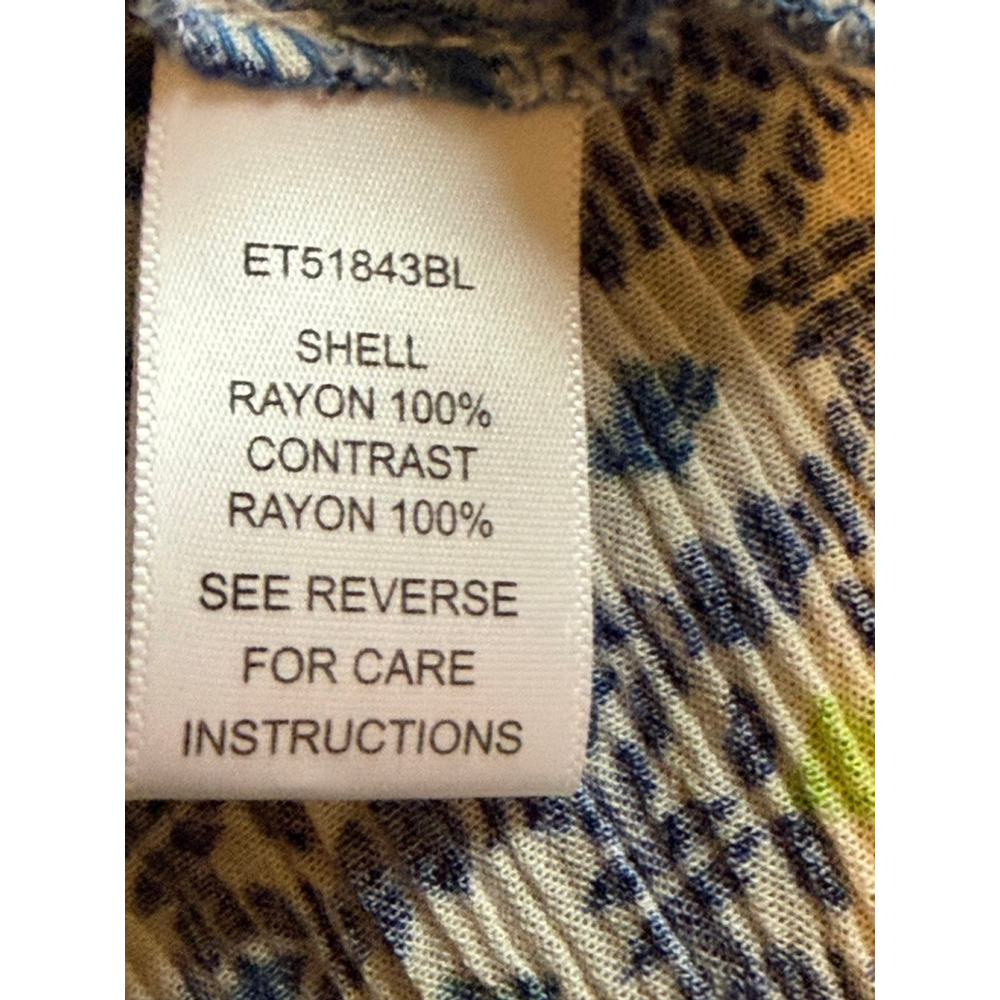 ET51843BL
SHELL
RAYON 100%
CONTRAST
RAYON 100%
SEE REVERSE
FOR CARE
INSTRUCTIONS